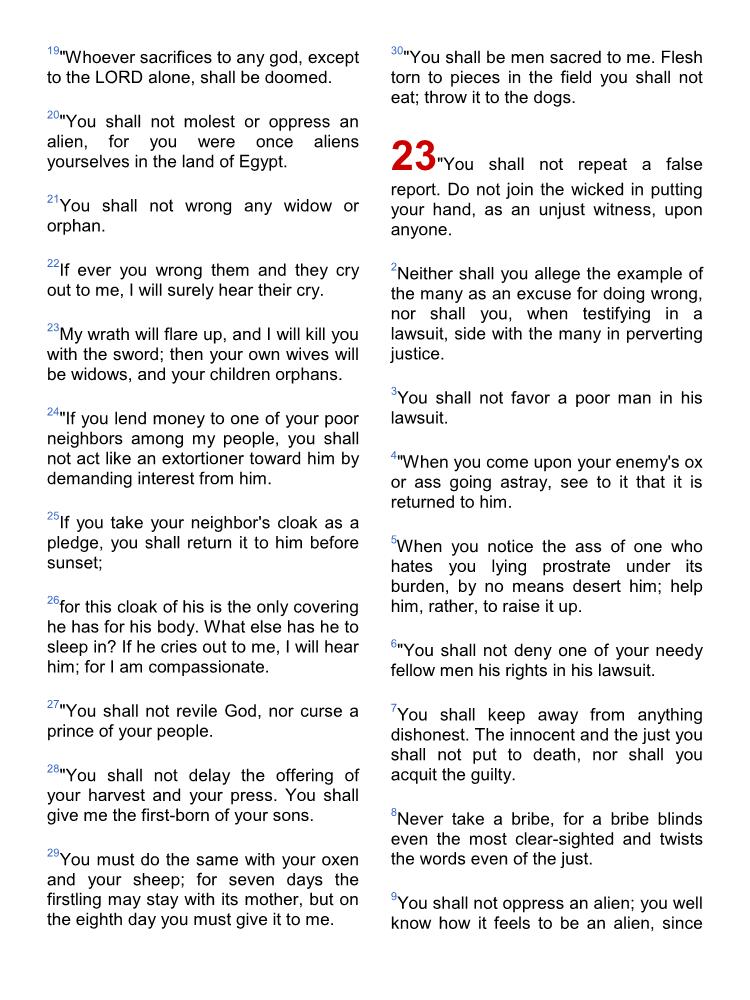 19"Whoever sacrifices to any god, except
to the LORD alone, shall be doomed.
20"You shall not molest or oppress an
alien, for you were once aliens
yourselves in the land of Egypt.
21You shall not wrong any widow or
orphan.
22If ever you wrong them and they cry
out to me, I will surely hear their cry.
23My wrath will flare up, and I will kill you
with the sword; then your own wives will
be widows, and your children orphans.
24"If you lend money to one of your poor
neighbors among my people, you shall
not act like an extortioner toward him by
demanding interest from him.
25If you take your neighbor's cloak as a
pledge, you shall return it to him before
sunset;
26for this cloak of his is the only covering
he has for his body. What else has he to
sleep in? If he cries out to me, I will hear
him; for I am compassionate.
27"You shall not revile God, nor curse a
prince of your people.
28"You shall not delay the offering of
your harvest and your press. You shall
give me the first-born of your sons.
29You must do the same with your oxen
and your sheep; for seven days the
firstling may stay with its mother, but on
the eighth day you must give it to me.
30"You shall be men sacred to me. Flesh
torn to pieces in the field you shall not
eat; throw it to the dogs.
23"You shall not repeat a false
report. Do not join the wicked in putting
your hand, as an unjust witness, upon
anyone.
2Neither shall you allege the example of
the many as an excuse for doing wrong,
nor shall you, when testifying in a
lawsuit, side with the many in perverting
justice.
3You shall not favor a poor man in his
lawsuit.
4"When you come upon your enemy's ox
or ass going astray, see to it that it is
returned to him.
5When you notice the ass of one who
hates you lying prostrate under its
burden, by no means desert him; help
him, rather, to raise it up.
6"You shall not deny one of your needy
fellow men his rights in his lawsuit.
7You shall keep away from anything
dishonest. The innocent and the just you
shall not put to death, nor shall you
acquit the guilty.
8Never take a bribe, for a bribe blinds
even the most clear-sighted and twists
the words even of the just.
9You shall not oppress an alien; you well
know how it feels to be an alien, since